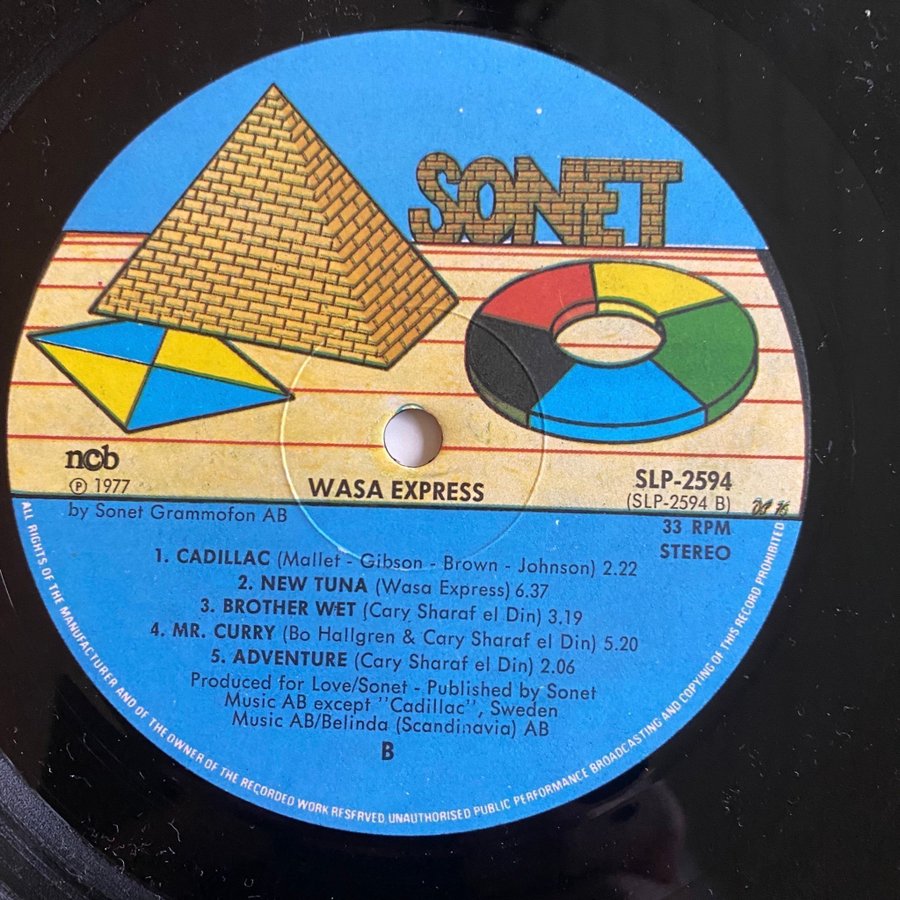 SONET
ncb
℗ 1977
by Sonet Grammofon AB
WASA EXPRESS
SLP-2594
(SLP-2594 B)
33 RPM
STEREO
1. CADILLAC (Mallet - Gibson - Brown - Johnson) 2.22
2. NEW TUNA (Wasa Express) 6.37
3. BROTHER WET (Cary Sharaf el Din) 3.19
4. MR. CURRY (Bo Hallgren & Cary Sharaf el Din) 5.20
5. ADVENTURE (Cary Sharaf el Din) 2.06
Produced for Love/Sonet - Published by Sonet
Music AB except "Cadillac", Sweden
Music AB/Belinda (Scandinavia) AB
B
ALL RIGHTS OF THE MANUFACTURER AND OF THE OWNER OF THE RECORDED WORK RESERVED. UNAUTHORISED PUBLIC PERFORMANCE BROADCASTING AND COPYING OF THIS RECORD PROHIBITED